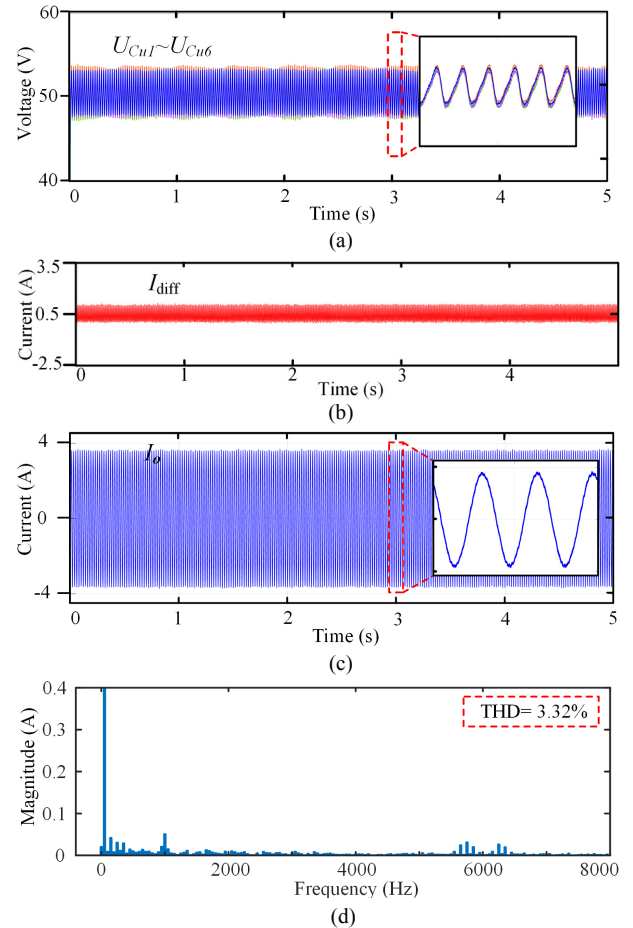 60
50
40
Voltage (V)
U_Cu1~U_Cu6
0 1 2 3 4 5
Time (s)
(a)
3.5
0.5
-2.5
Current (A)
I_diff
0 1 2 3 4
Time (s)
(b)
4
0
-4
Current (A)
I_o
0 1 2 3 4 5
Time (s)
(c)
0.4
0.3
0.2
0.1
0
Magnitude (A)
THD= 3.32%
0 2000 4000 6000 8000
Frequency (Hz)
(d)